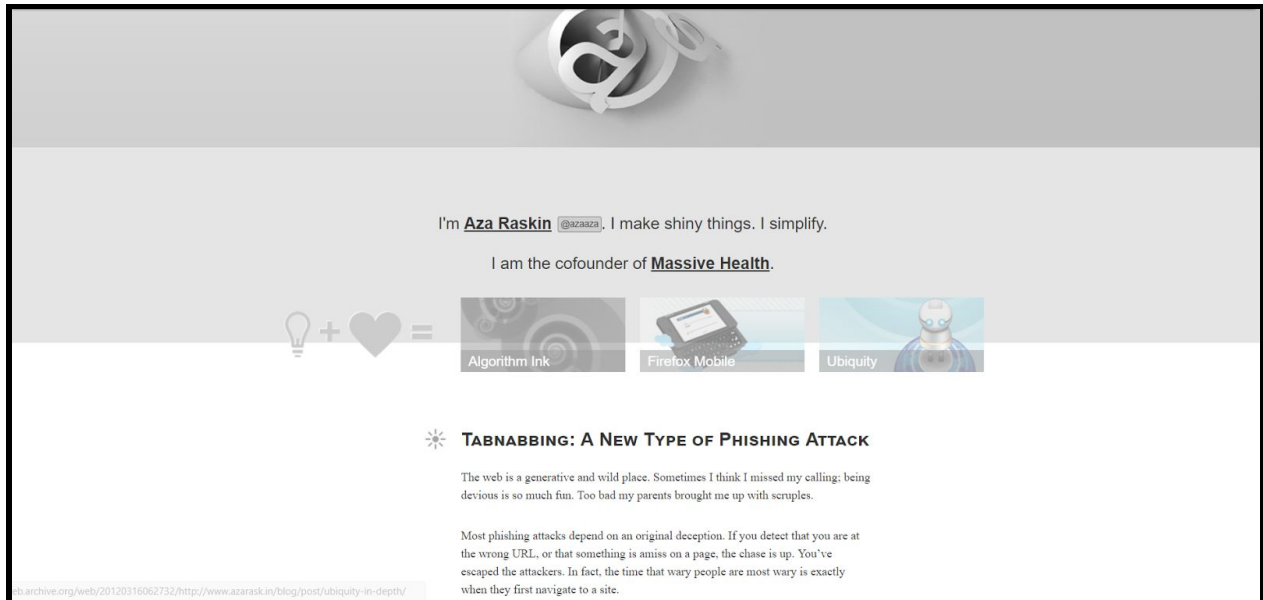 I'm Aza Raskin @azaaza. I make shiny things. I simplify.
I am the cofounder of Massive Health.
+ =
Algorithm Ink
Firefox Mobile
Ubiquity
TABNABBING: A NEW TYPE OF PHISHING ATTACK
The web is a generative and wild place. Sometimes I think I missed my calling; being
devious is so much fun. Too bad my parents brought me up with scruples.
Most phishing attacks depend on an original deception. If you detect that you are at
the wrong URL, or that something is amiss on a page, the chase is up. You've
escaped the attackers. In fact, the time that wary people are most wary is exactly
when they first navigate to a site.
eb.archive.org/web/20120316062732/http://www.azarask.in/blog/post/ubiquity-in-depth/